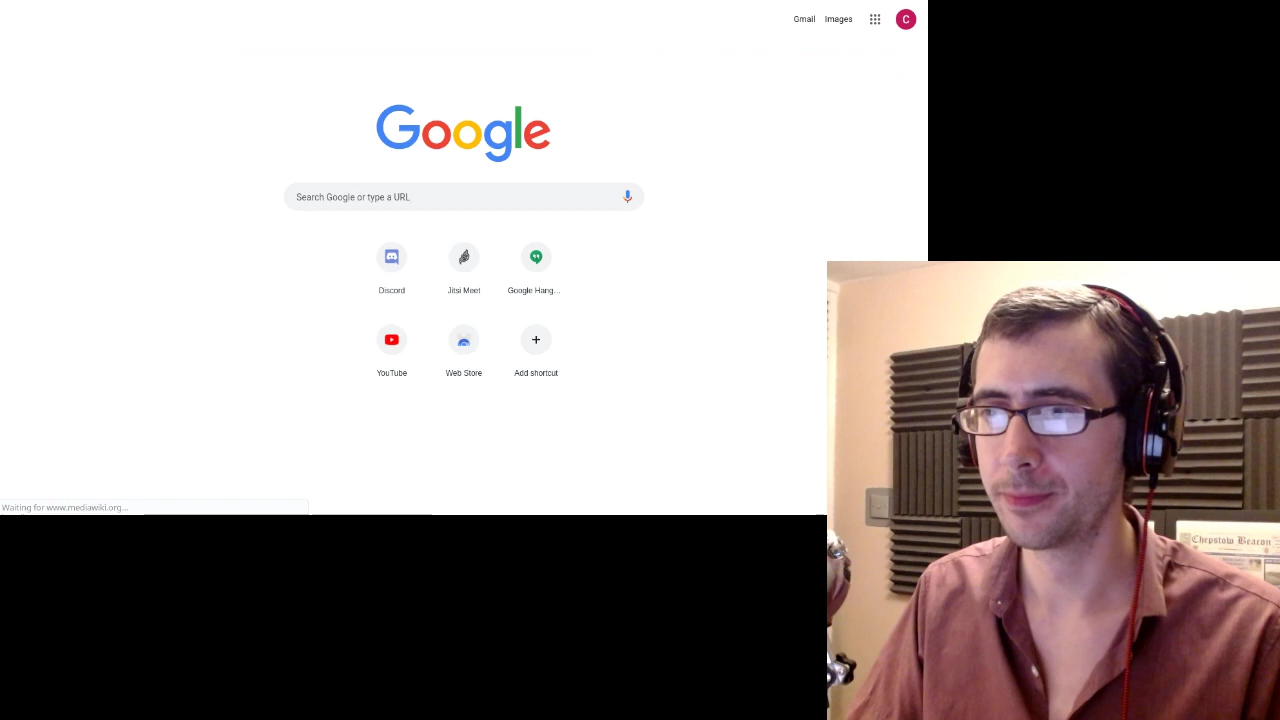 Gmail
Images
C
Google
Search Google or type a URL
Discord
Jitsi Meet
Google Hang...
YouTube
Web Store
Add shortcut
Waiting for www.mediawiki.org...
Chepstow Beacon